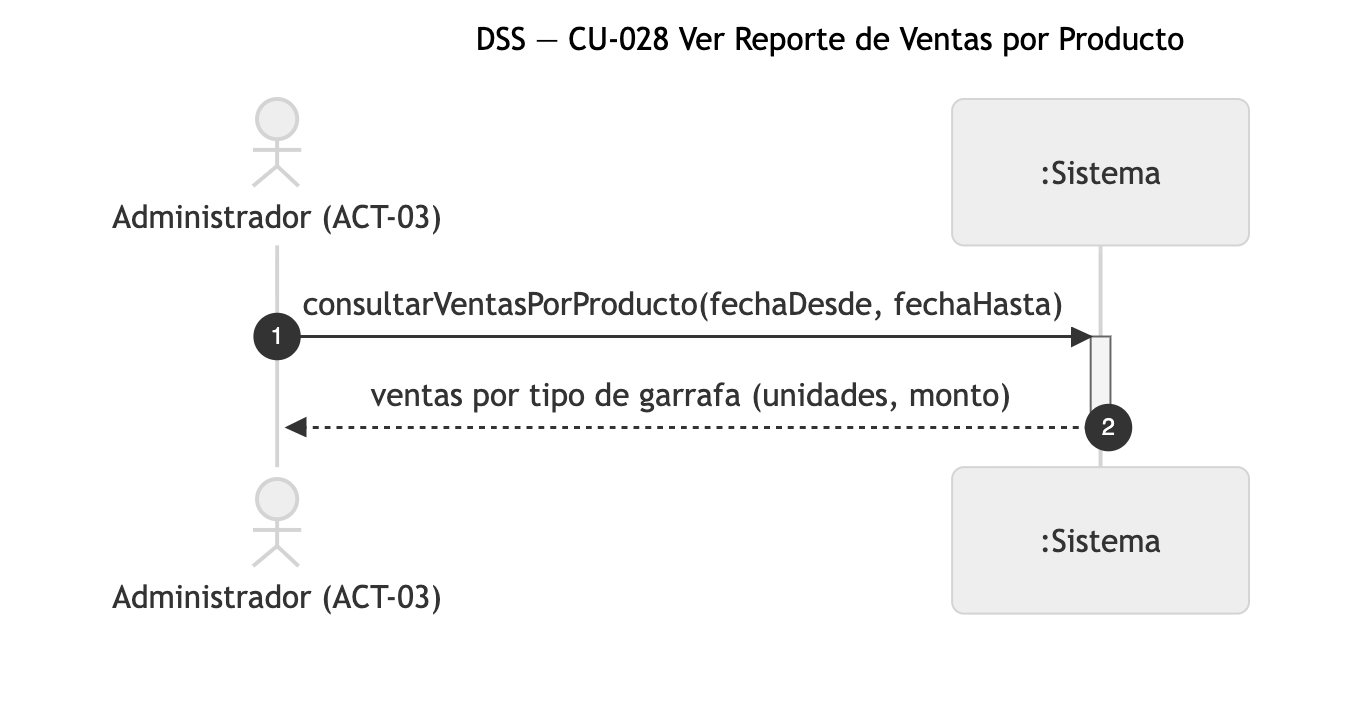 DSS — CU-028 Ver Reporte de Ventas por Producto
Administrador (ACT-03)
:Sistema
consultarVentasPorProducto(fechaDesde, fechaHasta)
1
ventas por tipo de garrafa (unidades, monto)
2
Administrador (ACT-03)
:Sistema